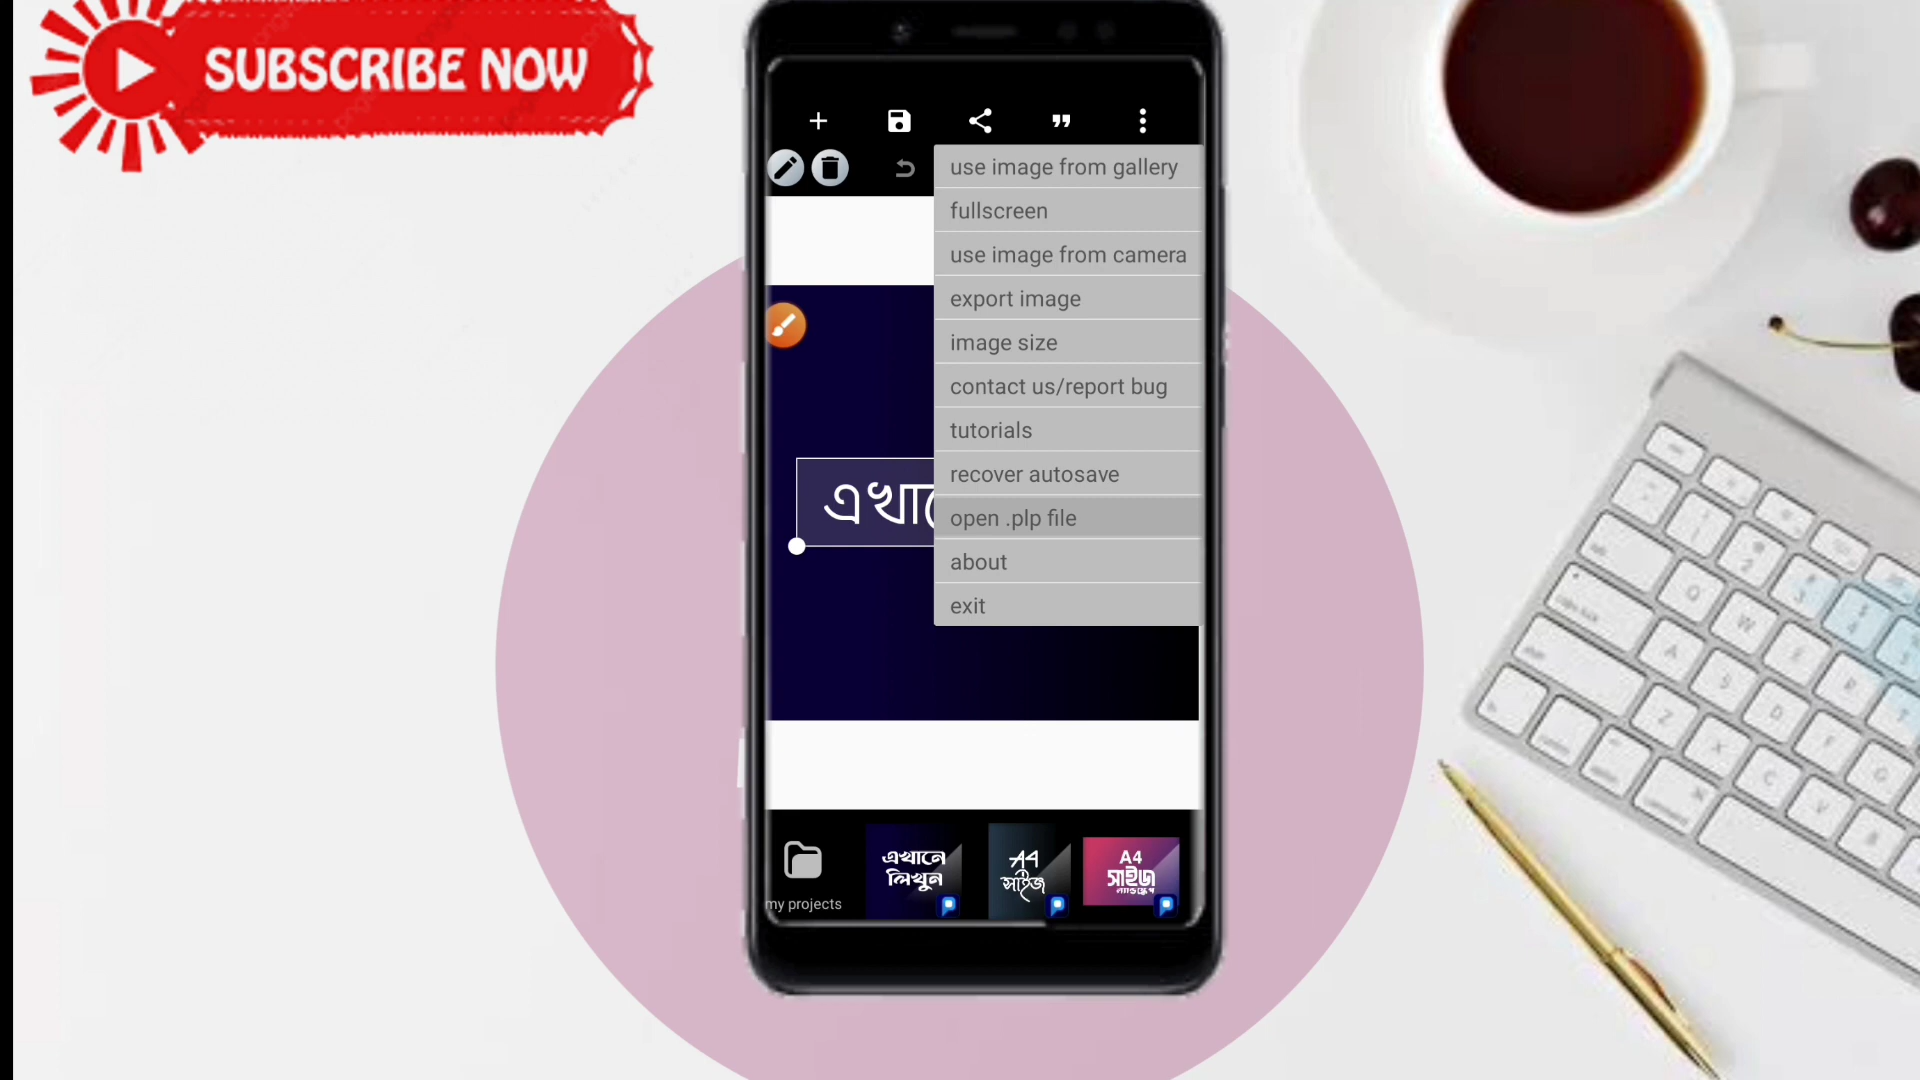 SUBSCRIBE NOW
use image from gallery
fullscreen
use image from camera
export image
image size
contact us/report bug
tutorials
recover autosave
open .plp file
about
exit
my projects
এখানে
লিখুন
A4
সাইজ
A4
সাইজ
ল্যান্ডস্কেপ
Q
W
E
R
A
S
D
F
G
Z
X
C
V
B